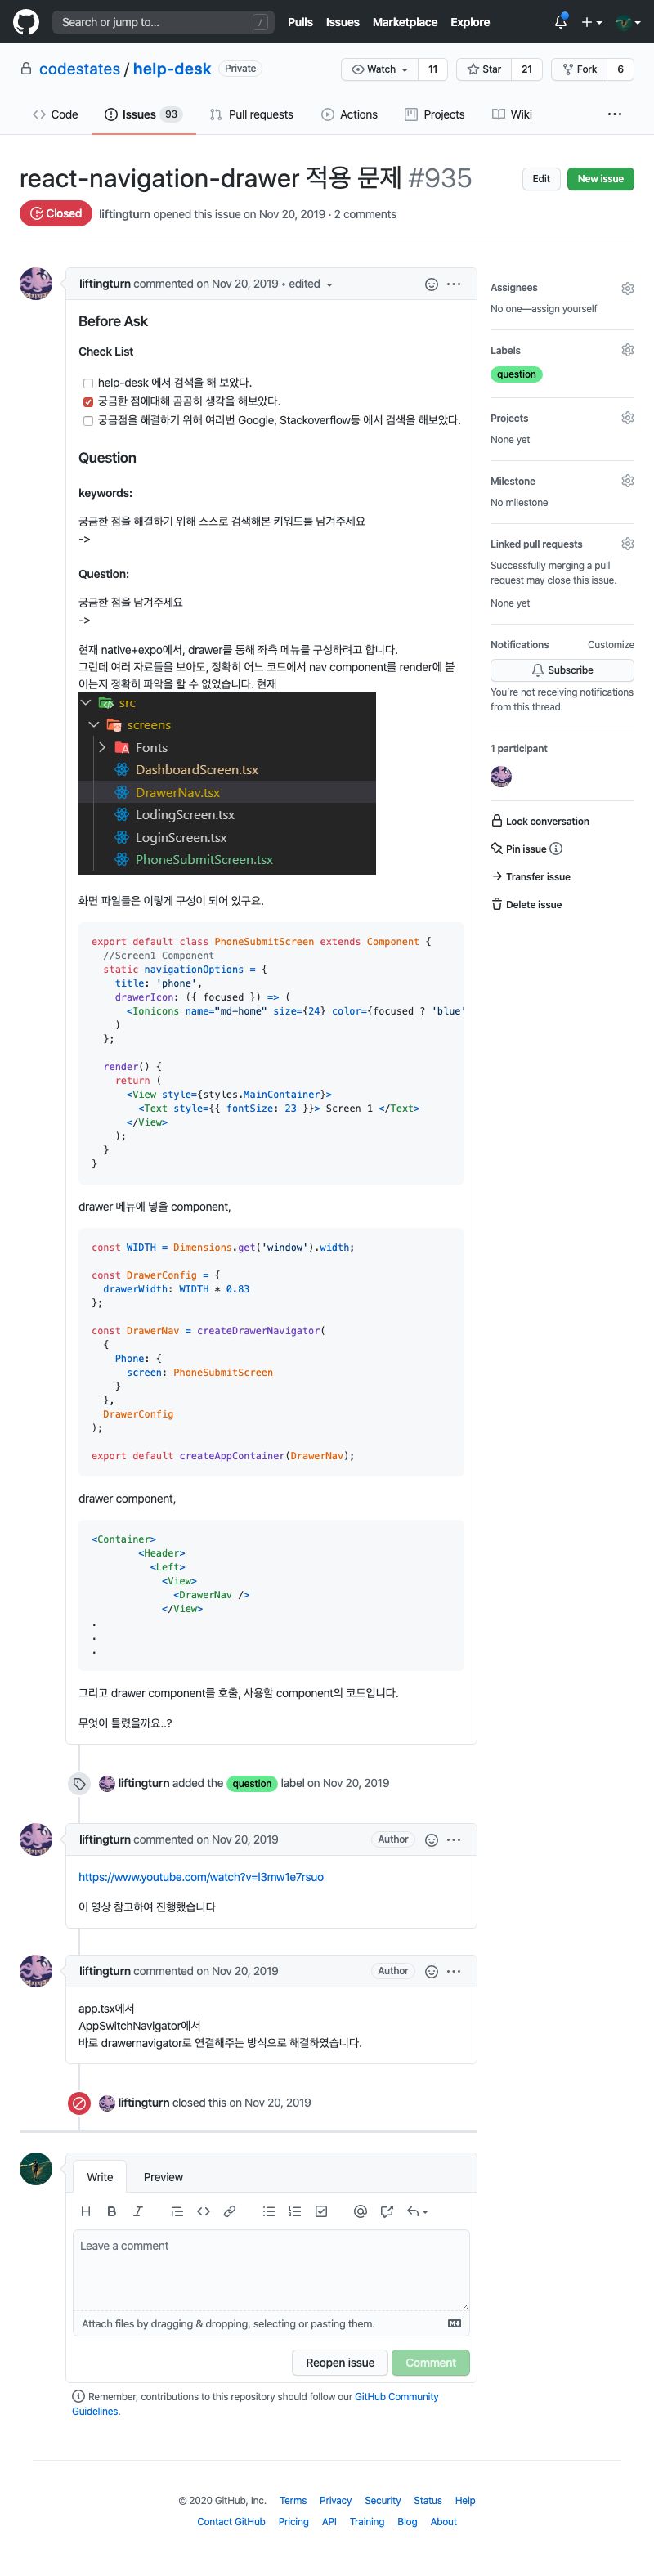 Search or jump to... /
Pulls Issues Marketplace Explore
codestates / help-desk Private
Watch 11 Star 21 Fork 6
Code Issues 93 Pull requests Actions Projects Wiki ...
react-navigation-drawer 적용 문제 #935
Edit New issue
Closed liftingturn opened this issue on Nov 20, 2019 · 2 comments
liftingturn commented on Nov 20, 2019 • edited
Before Ask
Check List
help-desk 에서 검색을 해 보았다.
궁금한 점에대해 곰곰히 생각을 해보았다.
궁금점을 해결하기 위해 여러번 Google, Stackoverflow등 에서 검색을 해보았다.
Question
keywords:
궁금한 점을 해결하기 위해 스스로 검색해본 키워드를 남겨주세요
->
Question:
궁금한 점을 남겨주세요
->
현재 native+expo에서, drawer를 통해 좌측 메뉴를 구성하려고 합니다.
그런데 여러 자료들을 보아도, 정확히 어느 코드에서 nav component를 render에 붙
이는지 정확히 파악을 할 수 없었습니다. 현재
src
screens
Fonts
DashboardScreen.tsx
DrawerNav.tsx
LodingScreen.tsx
LoginScreen.tsx
PhoneSubmitScreen.tsx
화면 파일들은 이렇게 구성이 되어 있구요.
export default class PhoneSubmitScreen extends Component {
//Screen1 Component
static navigationOptions = {
title: 'phone',
drawerIcon: ({ focused }) => (
<Ionicons name="md-home" size={24} color={focused ? 'blue'
)
};
render() {
return (
<View style={styles.MainContainer}>
<Text style={{ fontSize: 23 }}> Screen 1 </Text>
</View>
);
}
}
drawer 메뉴에 넣을 component,
const WIDTH = Dimensions.get('window').width;
const DrawerConfig = {
drawerWidth: WIDTH * 0.83
};
const DrawerNav = createDrawerNavigator(
{
Phone: {
screen: PhoneSubmitScreen
}
},
DrawerConfig
);
export default createAppContainer(DrawerNav);
drawer component,
<Container>
<Header>
<Left>
<View>
<DrawerNav />
</View>
.
.
.
그리고 drawer component를 호출, 사용할 component의 코드입니다.
무엇이 틀렸을까요..?
liftingturn added the question label on Nov 20, 2019
liftingturn commented on Nov 20, 2019 Author
https://www.youtube.com/watch?v=l3mw1e7rsuo
이 영상 참고하여 진행했습니다
liftingturn commented on Nov 20, 2019 Author
app.tsx에서
AppSwitchNavigator에서
바로 drawernavigator로 연결해주는 방식으로 해결하였습니다.
liftingturn closed this on Nov 20, 2019
Write Preview
Leave a comment
Attach files by dragging & dropping, selecting or pasting them.
Reopen issue Comment
Remember, contributions to this repository should follow our GitHub Community
Guidelines.
Assignees
No one—assign yourself
Labels
question
Projects
None yet
Milestone
No milestone
Linked pull requests
Successfully merging a pull
request may close this issue.
None yet
Notifications Customize
Subscribe
You're not receiving notifications
from this thread.
1 participant
Lock conversation
Pin issue
Transfer issue
Delete issue
© 2020 GitHub, Inc. Terms Privacy Security Status Help
Contact GitHub Pricing API Training Blog About